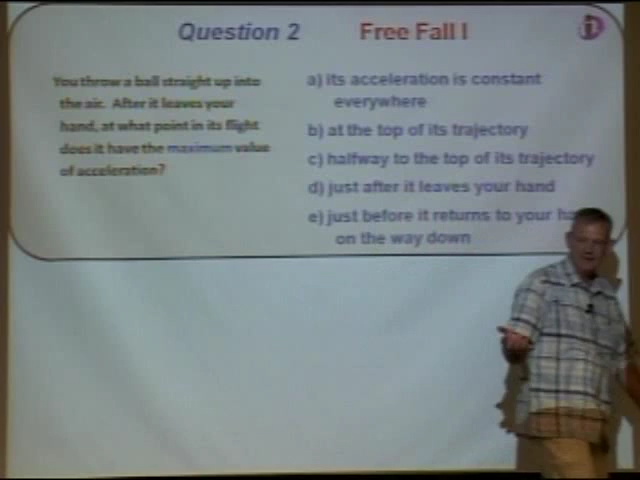 Question 2 Free Fall I
You throw a ball straight up into
the air. After it leaves your
hand, at what point in its flight
does it have the maximum value
of acceleration?
a) its acceleration is constant
everywhere
b) at the top of its trajectory
c) halfway to the top of its trajectory
d) just after it leaves your hand
e) just before it returns to your
on the way down